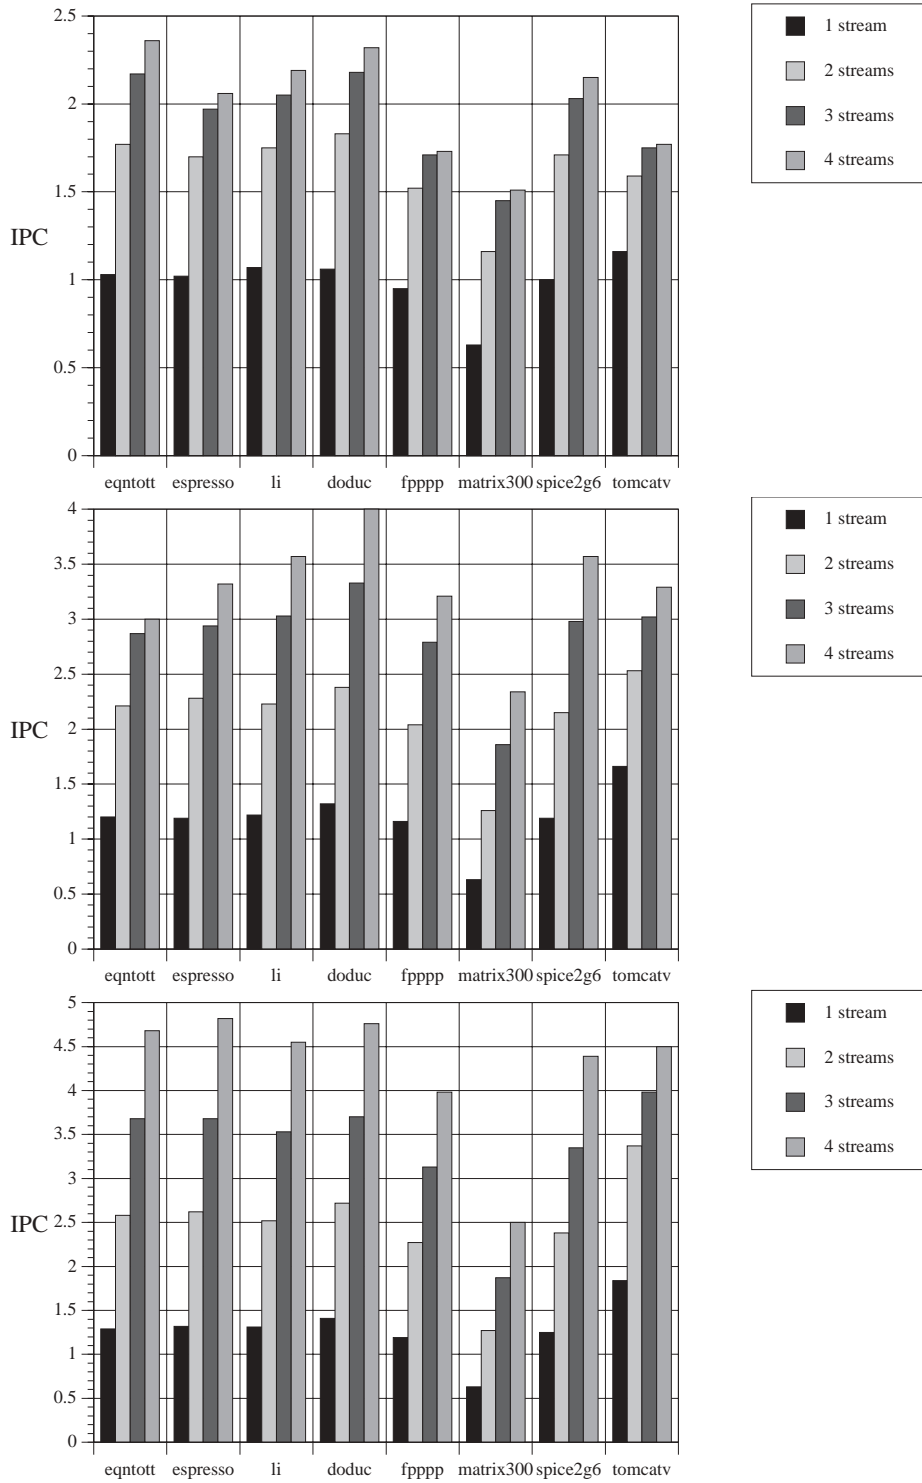 2.5
1 stream
2 streams
2
3 streams
4 streams
1.5
IPC
1
0.5
0
eqntott espresso li doduc fpppp matrix300 spice2g6 tomcatv
4
1 stream
3.5
2 streams
3
3 streams
2.5
4 streams
IPC
2
1.5
1
0.5
0
eqntott espresso li doduc fpppp matrix300 spice2g6 tomcatv
5
1 stream
4.5
2 streams
4
3 streams
3.5
4 streams
3
IPC
2.5
2
1.5
1
0.5
0
eqntott espresso li doduc fpppp matrix300 spice2g6 tomcatv